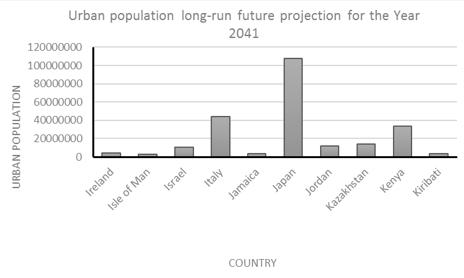 Urban population long-run future projection for the Year
2041
120000000
100000000
80000000
60000000
40000000
20000000
0
URBAN POPULATION
Ireland
Isle of Man
Israel
Italy
Jamaica
Japan
Jordan
Kazakhstan
Kenya
Kiribati
COUNTRY